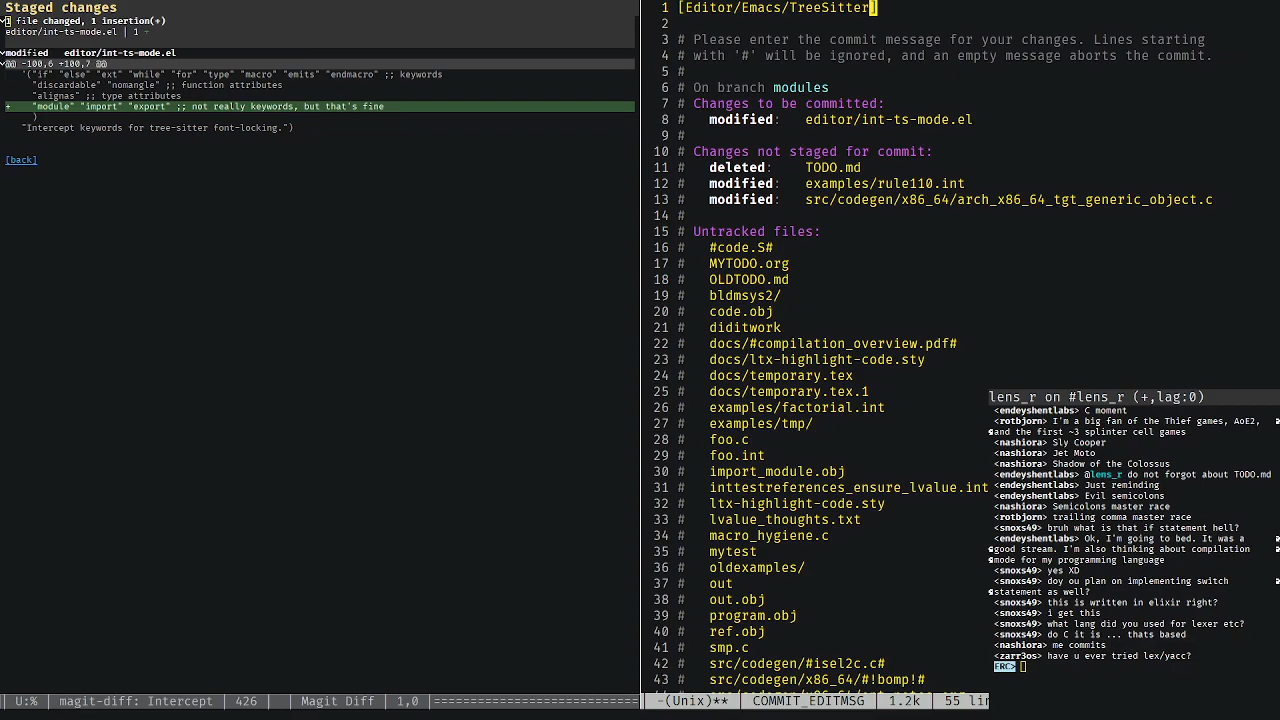 Staged changes
1 file changed, 1 insertion(+)
editor/int-ts-mode.el | 1 +
modified   editor/int-ts-mode.el
@@ -100,6 +100,7 @@
'("if" "else" "ext" "while" "for" "type" "macro" "emits" "endmacro" ;; keywords
"discardable" "nomangle" ;; function attributes
"alignas" ;; type attributes
+    "module" "import" "export" ;; not really keywords, but that's fine
)
"Intercept keywords for tree-sitter font-locking.")
[back]
U:%  magit-diff: Intercept  426  Magit Diff  1,0
1 [Editor/Emacs/TreeSitter]
2
3 # Please enter the commit message for your changes. Lines starting
4 # with '#' will be ignored, and an empty message aborts the commit.
5 #
6 # On branch modules
7 # Changes to be committed:
8 #   modified:   editor/int-ts-mode.el
9 #
10 # Changes not staged for commit:
11 #   deleted:    TODO.md
12 #   modified:   examples/rule110.int
13 #   modified:   src/codegen/x86_64/arch_x86_64_tgt_generic_object.c
14 #
15 # Untracked files:
16 #   #code.S#
17 #   MYTODO.org
18 #   OLDTODO.md
19 #   bldmsys2/
20 #   code.obj
21 #   diditwork
22 #   docs/#compilation_overview.pdf#
23 #   docs/ltx-highlight-code.sty
24 #   docs/temporary.tex
25 #   docs/temporary.tex.1
26 #   examples/factorial.int
27 #   examples/tmp/
28 #   foo.c
29 #   foo.int
30 #   import_module.obj
31 #   inttestreferences_ensure_lvalue.int
32 #   ltx-highlight-code.sty
33 #   lvalue_thoughts.txt
34 #   macro_hygiene.c
35 #   mytest
36 #   oldexamples/
37 #   out
38 #   out.obj
39 #   program.obj
40 #   ref.obj
41 #   smp.c
42 #   src/codegen/#isel2c.c#
43 #   src/codegen/x86_64/#!bomp!#
-(Unix)**  COMMIT_EDITMSG  1.2k  55 lin
lens_r on #lens_r (+,lag:0)
<endeyshentlabs> C moment
<rotbjorn> I'm a big fan of the Thief games, AoE2,
and the first ~3 splinter cell games
<nashiora> Sly Cooper
<nashiora> Jet Moto
<nashiora> Shadow of the Colossus
<endeyshentlabs> @lens_r do not forgot about TODO.md
<endeyshentlabs> Just reminding
<endeyshentlabs> Evil semicolons
<nashiora> Semicolons master race
<rotbjorn> trailing comma master race
<snoxs49> bruh what is that if statement hell?
<endeyshentlabs> Ok, I'm going to bed. It was a
good stream. I'm also thinking about compilation
mode for my programming language
<snoxs49> yes XD
<snoxs49> doy ou plan on implementing switch
statement as well?
<snoxs49> this is written in elixir right?
<snoxs49> i get this
<snoxs49> what lang did you used for lexer etc?
<snoxs49> do C it is ... thats based
<nashiora> me commits
<zarr3os> have u ever tried lex/yacc?
ERC>